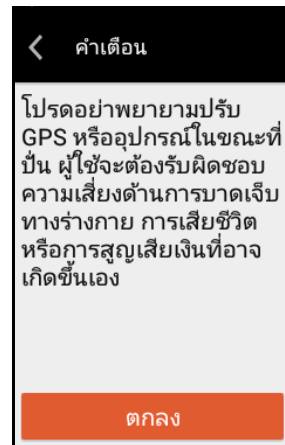 คำเตือน
โปรดอย่าพยายามปรับ
GPS หรืออุปกรณ์ในขณะที่
ปั่น ผู้ใช้จะต้องรับผิดชอบ
ความเสี่ยงด้านการบาดเจ็บ
ทางร่างกาย การเสียชีวิต
หรือการสูญเสียเงินที่อาจ
เกิดขึ้นเอง
ตกลง